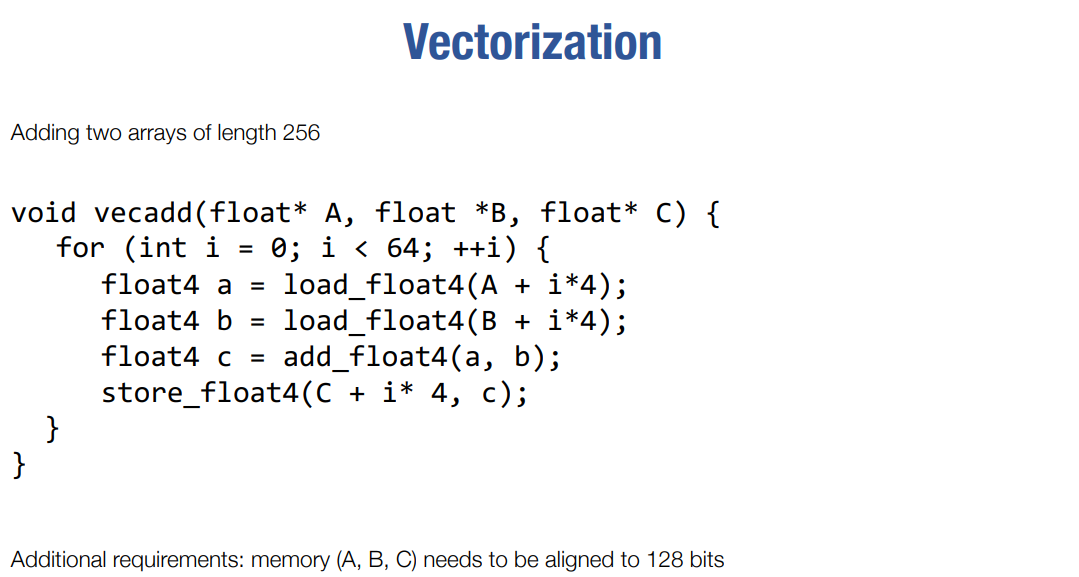 Vectorization
Adding two arrays of length 256
void vecadd(float* A, float *B, float* C) {
for (int i = 0; i < 64; ++i) {
float4 a = load_float4(A + i*4);
float4 b = load_float4(B + i*4);
float4 c = add_float4(a, b);
store_float4(C + i* 4, c);
}
}
Additional requirements: memory (A, B, C) needs to be aligned to 128 bits